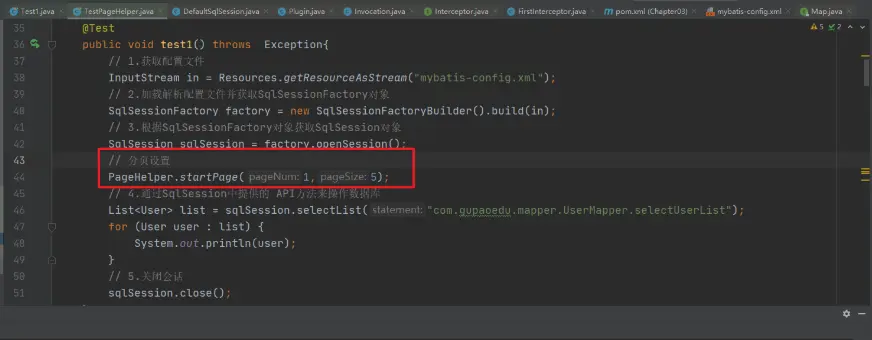 Test1.java × TestPageHelper.java × DefaultSqlSession.java × Plugin.java × Invocation.java × Interceptor.java × FirstInterceptor.java × pom.xml (Chapter03) × mybatis-config.xml × Map.java ×
35 @Test 5 2
36 public void test1() throws Exception{
37 // 1.获取配置文件
38 InputStream in = Resources.getResourceAsStream("mybatis-config.xml");
39 // 2.加载解析配置文件并获取SqlSessionFactory对象
40 SqlSessionFactory factory = new SqlSessionFactoryBuilder().build(in);
41 // 3.根据SqlSessionFactory对象获取SqlSession对象
42 SqlSession sqlSession = factory.openSession();
43 // 分页设置
44 PageHelper.startPage( pageNum: 1, pageSize: 5);
45 // 4.通过SqlSession中提供的 API方法来操作数据库
46 List<User> list = sqlSession.selectList( statement: "com.gupaoedu.mapper.UserMapper.selectUserList");
47 for (User user : list) {
48 System.out.println(user);
49 }
50 // 5.关闭会话
51 sqlSession.close();